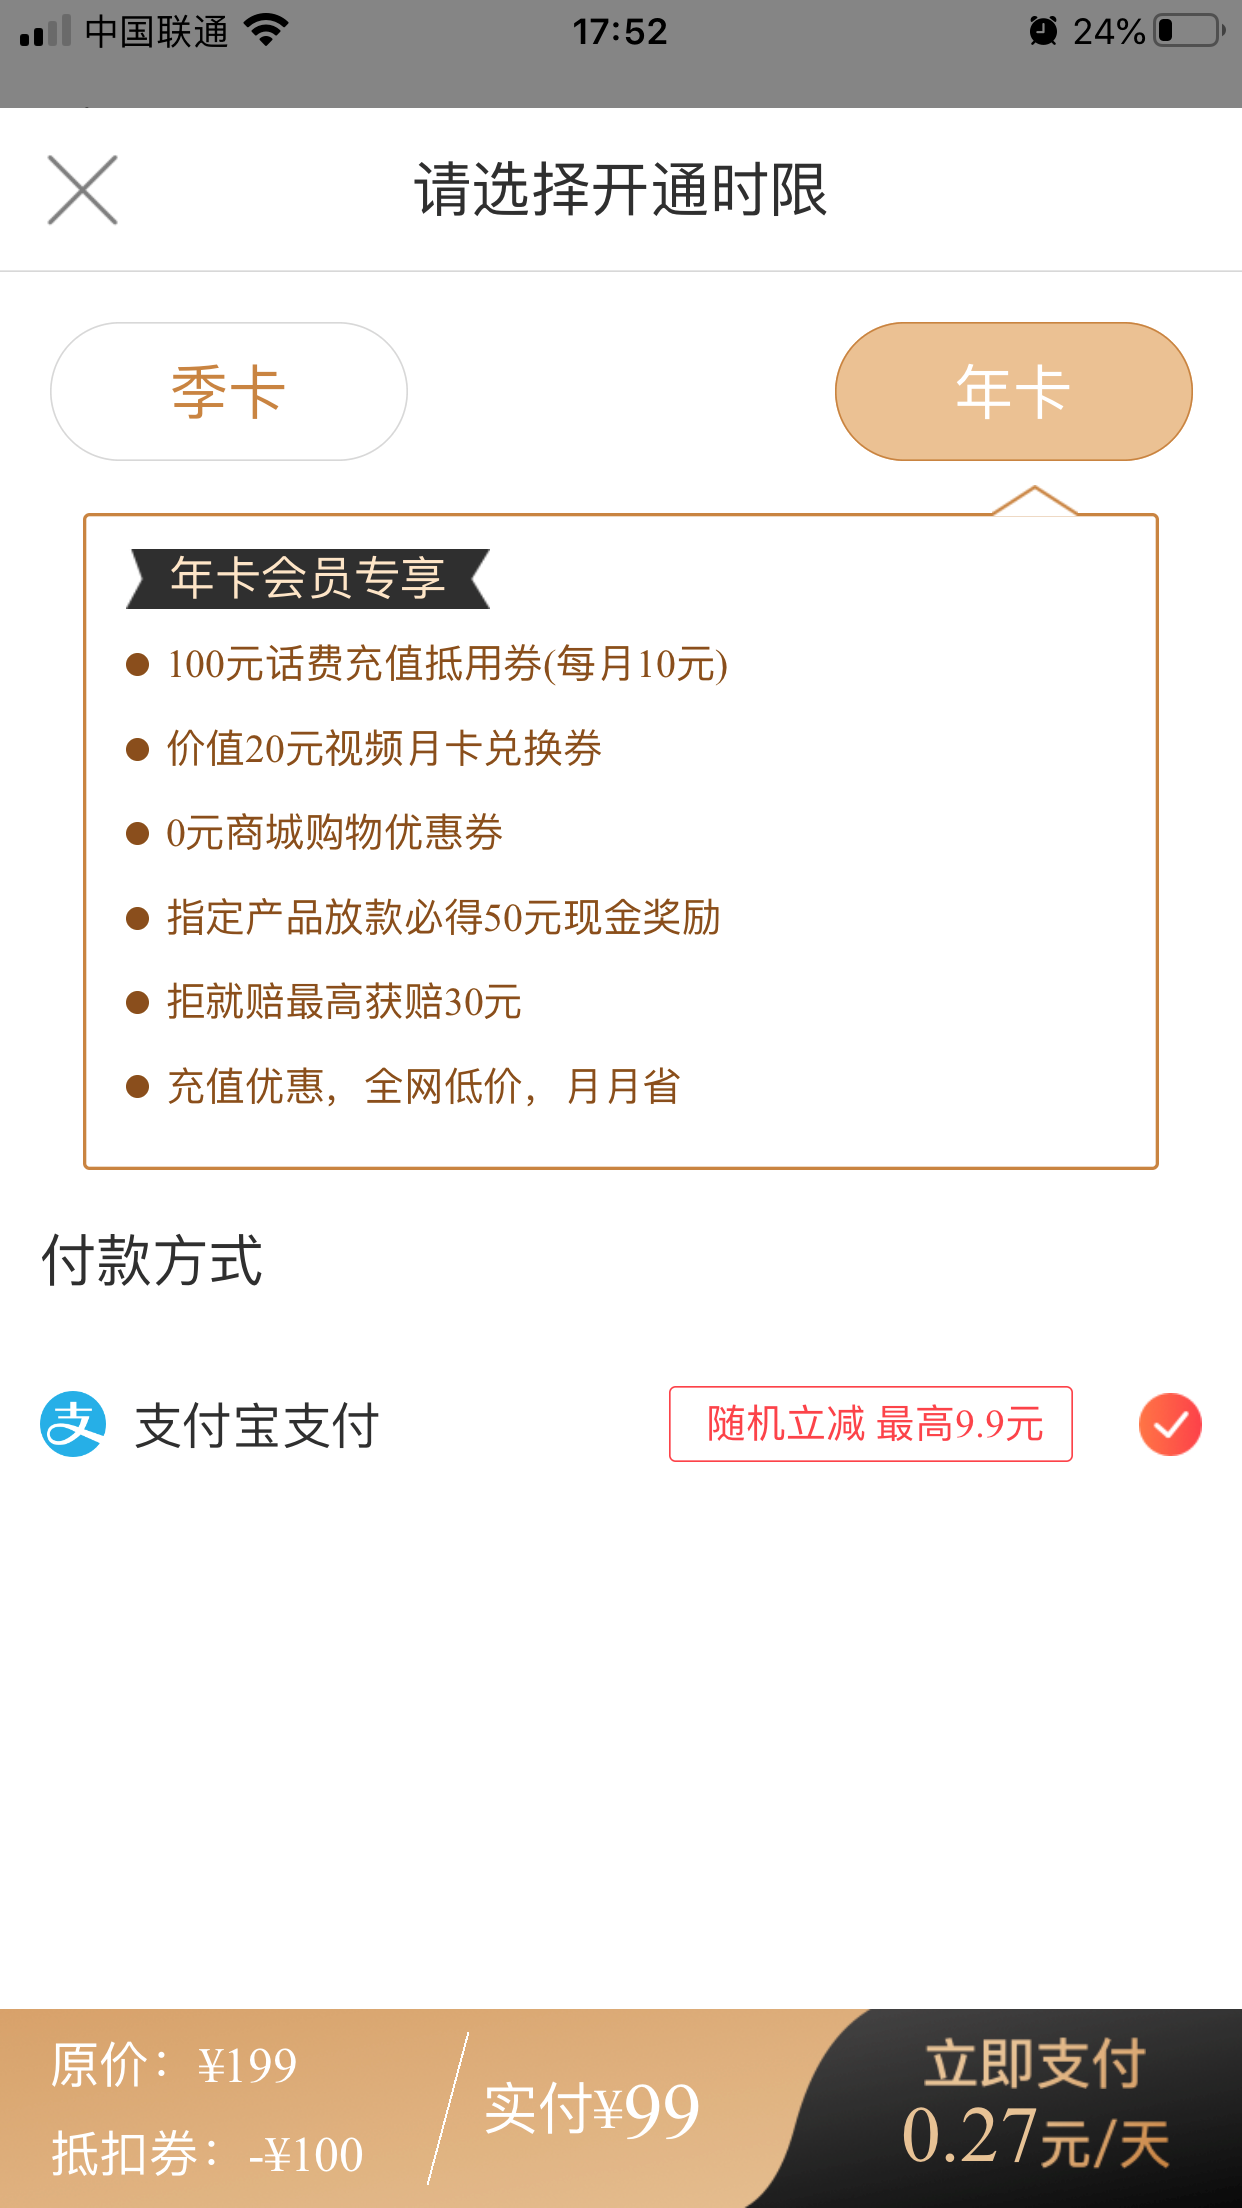 中国联通
17:52
24%
请选择开通时限
季卡
年卡
年卡会员专享
100元话费充值抵用券(每月10元)
价值20元视频月卡兑换券
0元商城购物优惠券
指定产品放款必得50元现金奖励
拒就赔最高获赔30元
充值优惠，全网低价，月月省
付款方式
支 支付宝支付
随机立减 最高9.9元
原价：¥199
抵扣券：-¥100
实付¥99
立即支付
0.27元/天